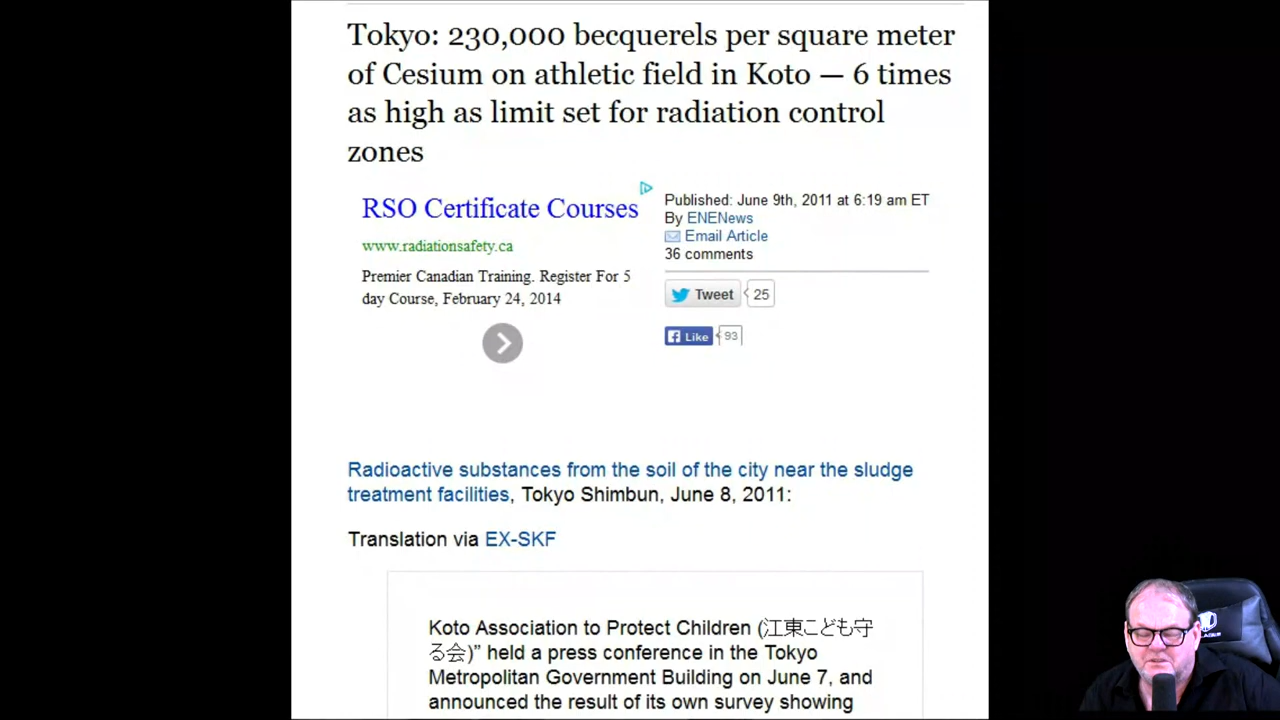 Tokyo: 230,000 becquerels per square meter
of Cesium on athletic field in Koto — 6 times
as high as limit set for radiation control
zones
RSO Certificate Courses
www.radiationsafety.ca
Premier Canadian Training. Register For 5
day Course, February 24, 2014
Published: June 9th, 2011 at 6:19 am ET
By ENENews
Email Article
36 comments
Tweet 25
Like 93
Radioactive substances from the soil of the city near the sludge
treatment facilities, Tokyo Shimbun, June 8, 2011:
Translation via EX-SKF
Koto Association to Protect Children (江東こども守
る会)” held a press conference in the Tokyo
Metropolitan Government Building on June 7, and
announced the result of its own survey showing